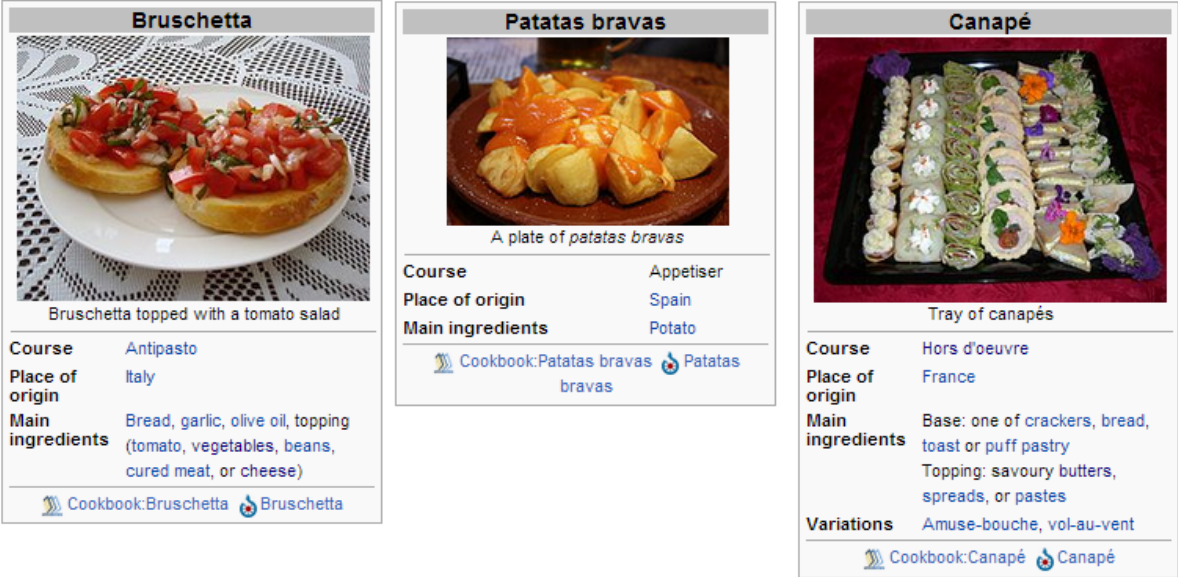 Bruschetta
Bruschetta topped with a tomato salad
Course Antipasto
Place of origin Italy
Main ingredients Bread, garlic, olive oil, topping
(tomato, vegetables, beans,
cured meat, or cheese)
Cookbook:Bruschetta Bruschetta
Patatas bravas
A plate of patatas bravas
Course Appetiser
Place of origin Spain
Main ingredients Potato
Cookbook:Patatas bravas Patatas
bravas
Canapé
Tray of canapés
Course Hors d'oeuvre
Place of origin France
Main ingredients Base: one of crackers, bread,
toast or puff pastry
Topping: savoury butters,
spreads, or pastes
Variations Amuse-bouche, vol-au-vent
Cookbook:Canapé Canapé